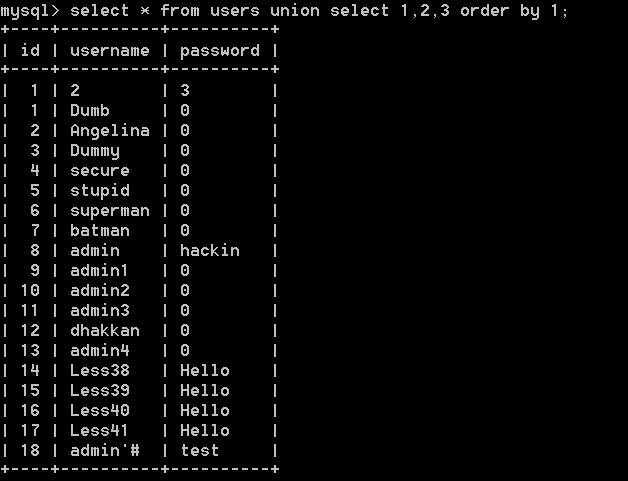 mysql> select * from users union select 1,2,3 order by 1;
+----+----------+----------+
| id | username | password |
+----+----------+----------+
|  1 | 2        | 3        |
|  1 | Dumb     | 0        |
|  2 | Angelina | 0        |
|  3 | Dummy    | 0        |
|  4 | secure   | 0        |
|  5 | stupid   | 0        |
|  6 | superman | 0        |
|  7 | batman   | 0        |
|  8 | admin    | hackin   |
|  9 | admin1   | 0        |
| 10 | admin2   | 0        |
| 11 | admin3   | 0        |
| 12 | dhakkan  | 0        |
| 13 | admin4   | 0        |
| 14 | Less38   | Hello    |
| 15 | Less39   | Hello    |
| 16 | Less40   | Hello    |
| 17 | Less41   | Hello    |
| 18 | admin'#  | test     |
+----+----------+----------+